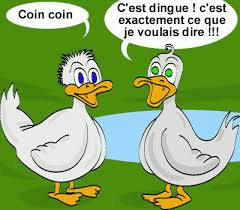 Coin coin
C'est dingue ! c'est
exactement ce que
je voulais dire !!!